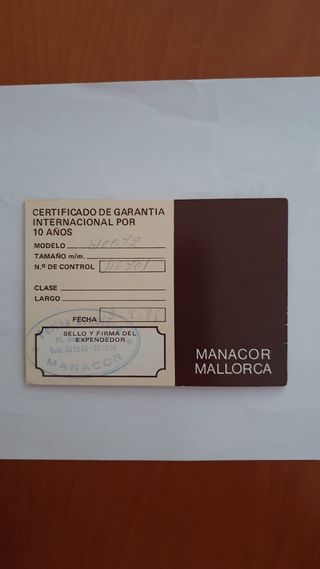 CERTIFICADO DE GARANTIA
INTERNACIONAL POR
10 AÑOS
MODELO
TAMAÑO m/m.
N.º DE CONTROL 116701
CLASE
LARGO
FECHA
SELLO Y FIRMA DEL
EXPENDEDOR
MANACOR
MANACOR
MALLORCA